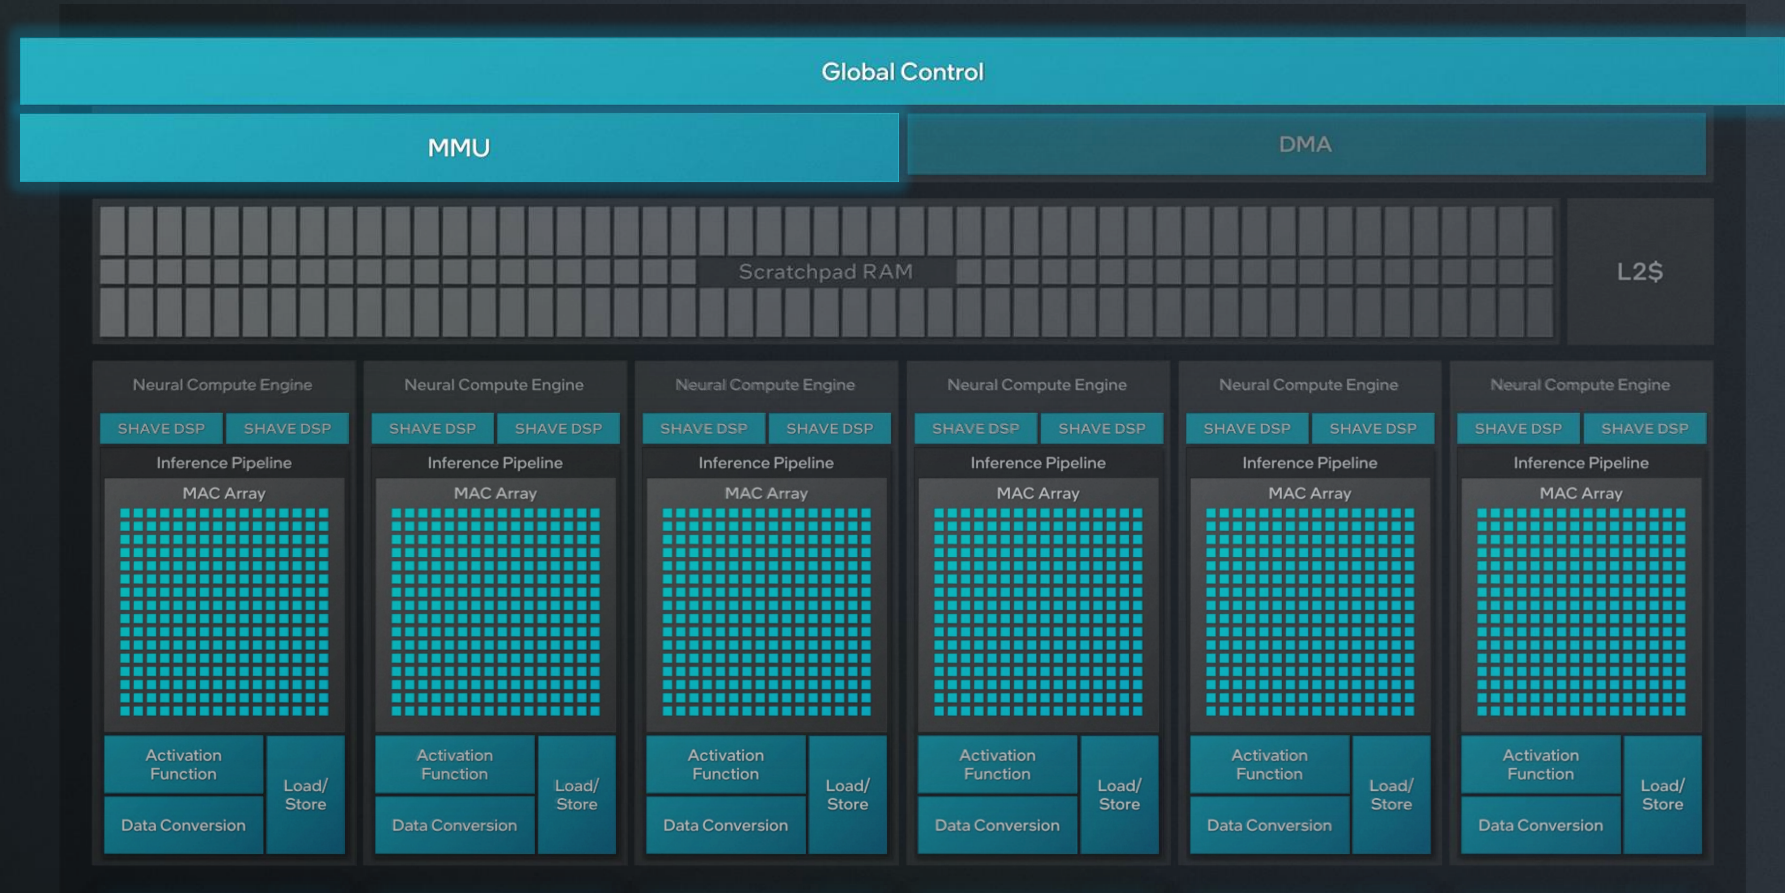 Global Control
MMU
DMA
Scratchpad RAM
L2$
Neural Compute Engine
Neural Compute Engine
Neural Compute Engine
Neural Compute Engine
Neural Compute Engine
Neural Compute Engine
SHAVE DSP
SHAVE DSP
SHAVE DSP
SHAVE DSP
SHAVE DSP
SHAVE DSP
SHAVE DSP
SHAVE DSP
SHAVE DSP
SHAVE DSP
SHAVE DSP
SHAVE DSP
Inference Pipeline
Inference Pipeline
Inference Pipeline
Inference Pipeline
Inference Pipeline
Inference Pipeline
MAC Array
MAC Array
MAC Array
MAC Array
MAC Array
MAC Array
Activation
Function
Load/
Store
Data Conversion
Activation
Function
Load/
Store
Data Conversion
Activation
Function
Load/
Store
Data Conversion
Activation
Function
Load/
Store
Data Conversion
Activation
Function
Load/
Store
Data Conversion
Activation
Function
Load/
Store
Data Conversion